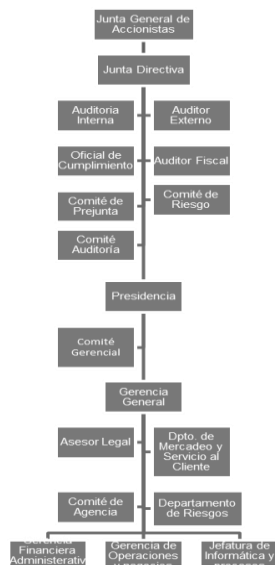 Junta General de
Accionistas
Junta Directiva
Auditoria
Interna
Auditor
Externo
Oficial de
Cumplimiento
Auditor Fiscal
Comité de
Prejunta
Comité de
Riesgo
Comité
Auditoría
Presidencia
Comité
Gerencial
Gerencia
General
Asesor Legal
Dpto. de
Mercadeo y
Servicio al
Cliente
Comité de
Agencia
Departamento
de Riesgos
Gerencia
Financiera
Administrativ
Gerencia de
Operaciones
Jefatura de
Informática y